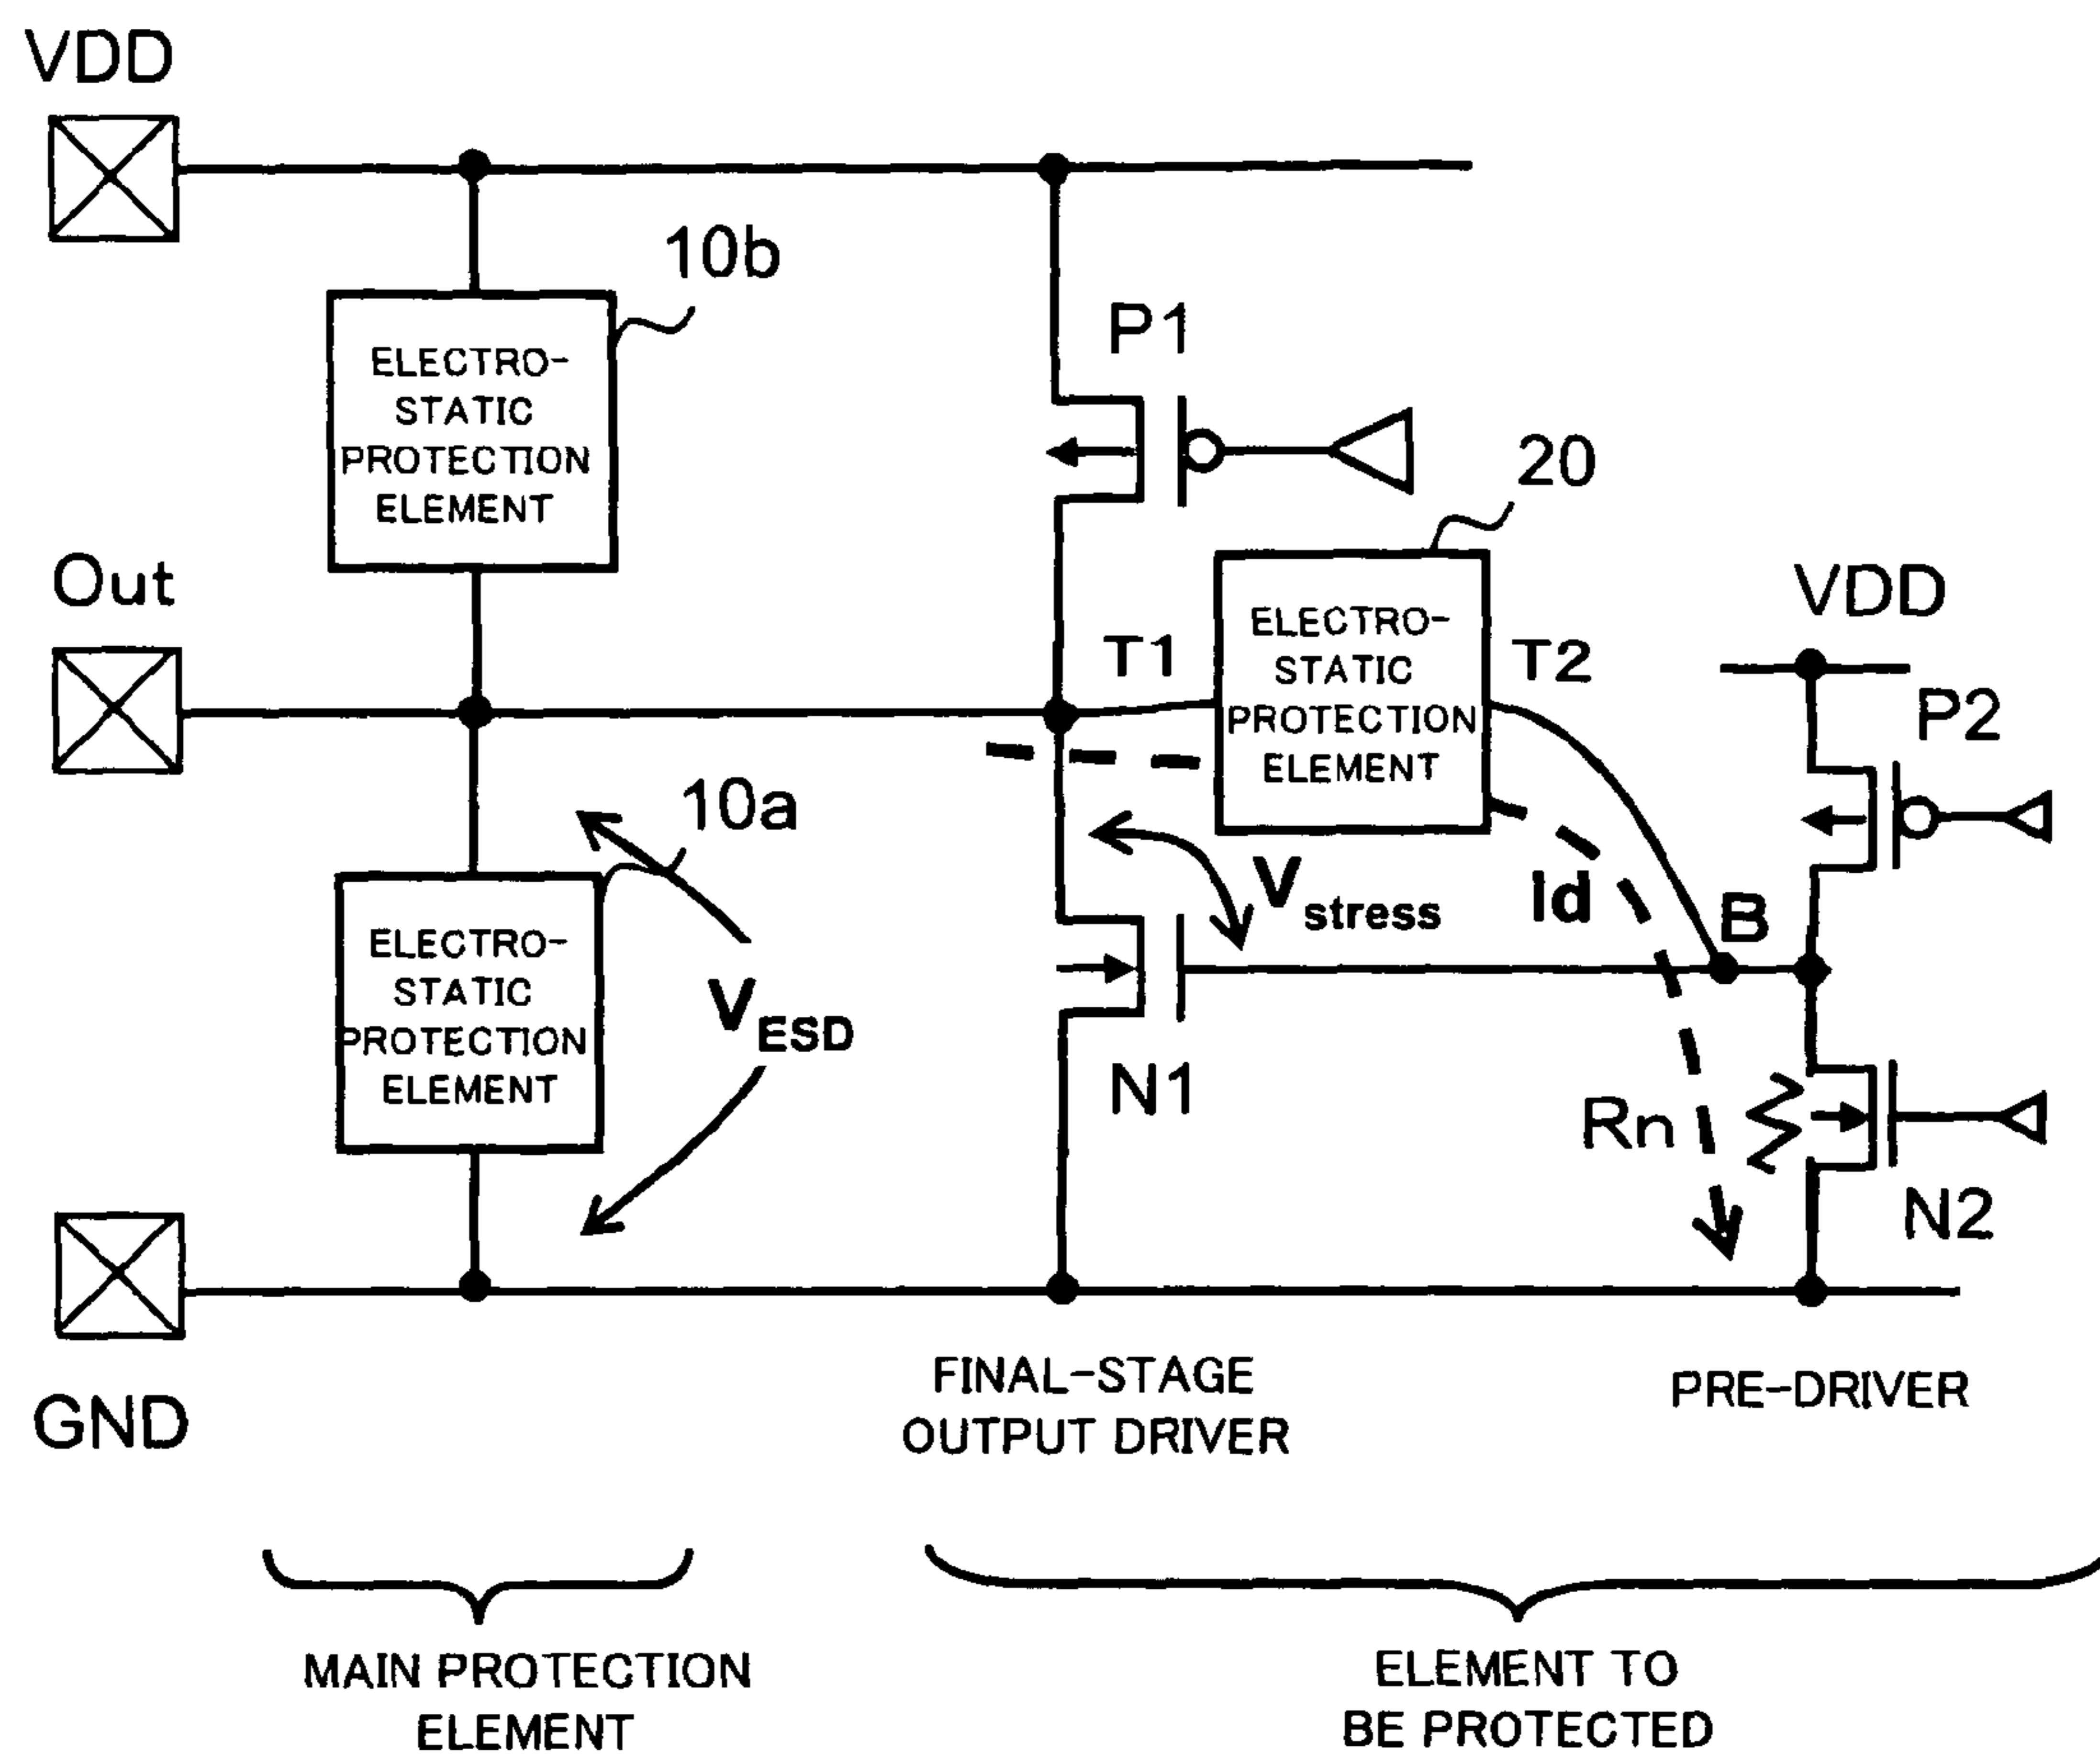 VDD
10b
ELECTRO-
STATIC
PROTECTION
ELEMENT
P1
20
Out
ELECTRO-
STATIC
PROTECTION
ELEMENT
T1
T2
VDD
P2
10a
Vstress
Id
B
ELECTRO-
STATIC
PROTECTION
ELEMENT
VESD
N1
Rn
N2
GND
FINAL-STAGE
OUTPUT DRIVER
PRE-DRIVER
MAIN PROTECTION
ELEMENT
ELEMENT TO
BE PROTECTED